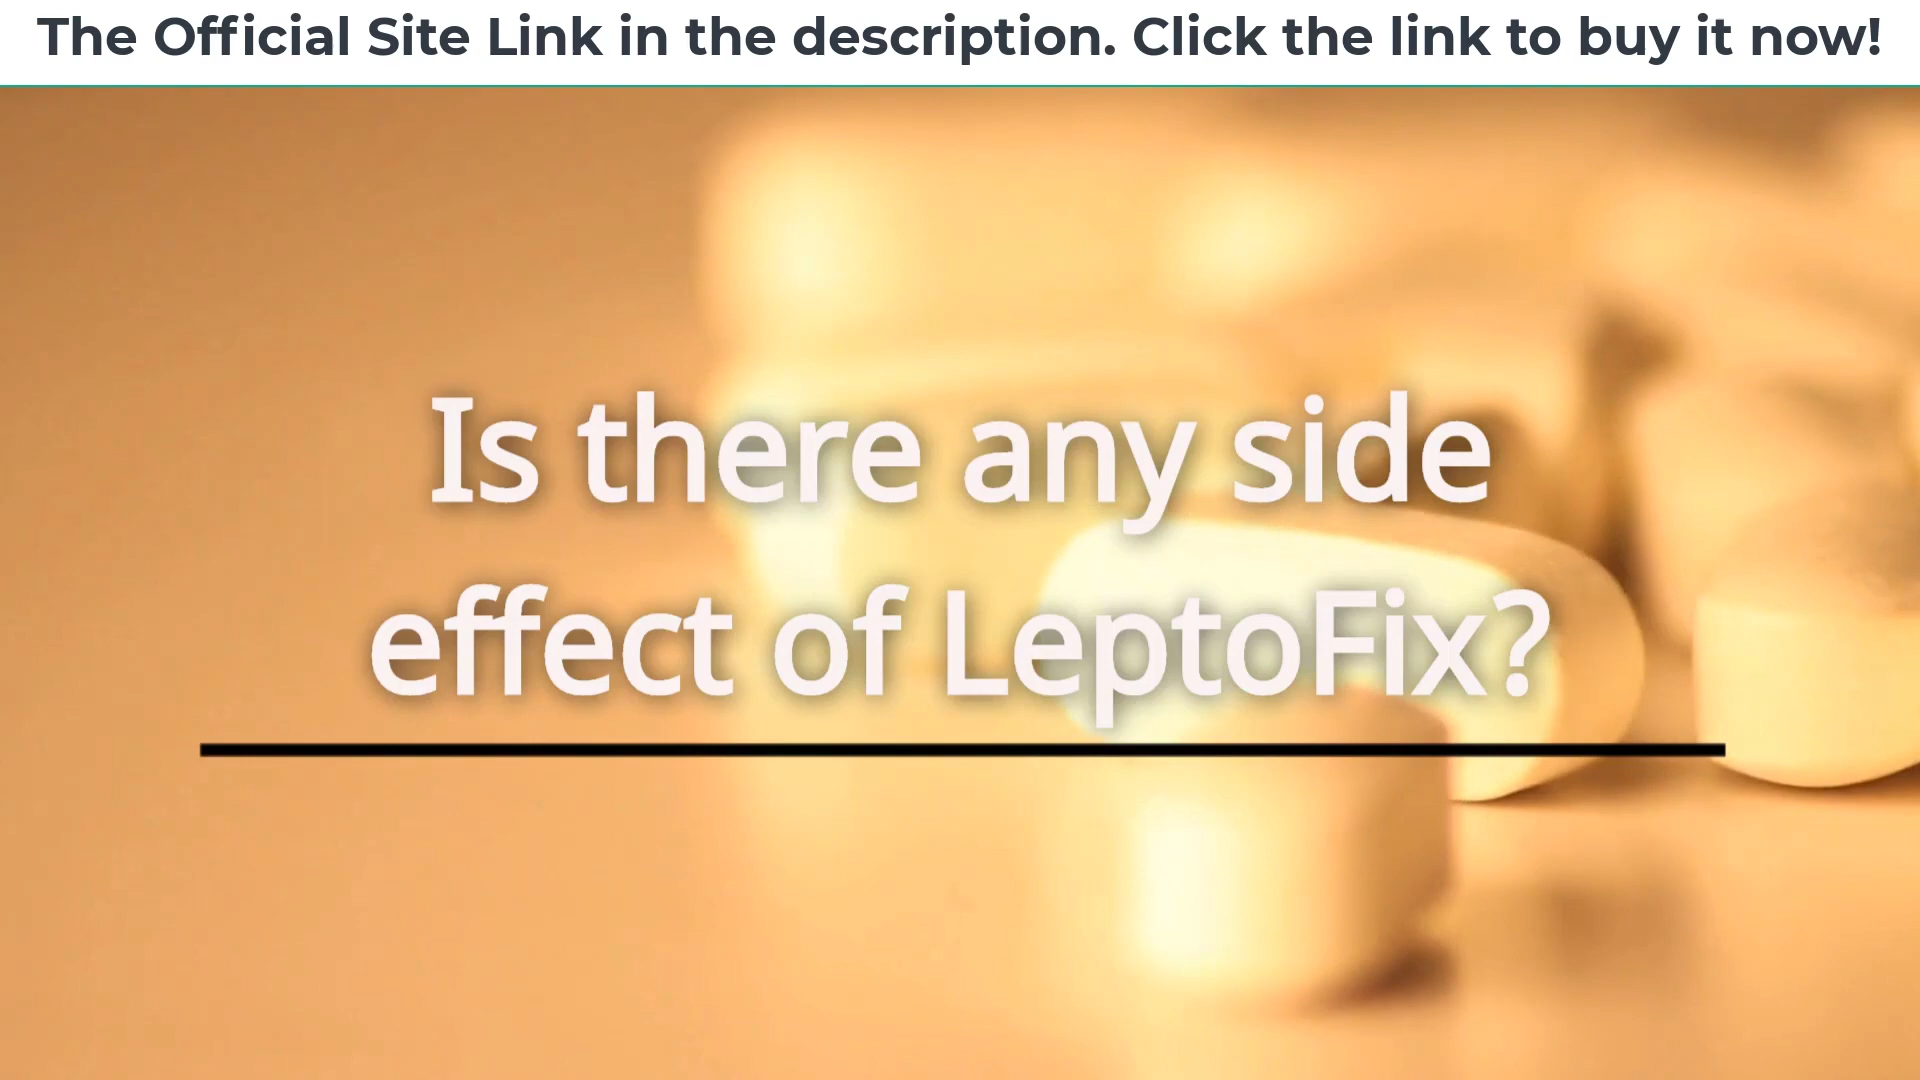 The Official Site Link in the description. Click the link to buy it now!
Is there any side
effect of LeptoFix?